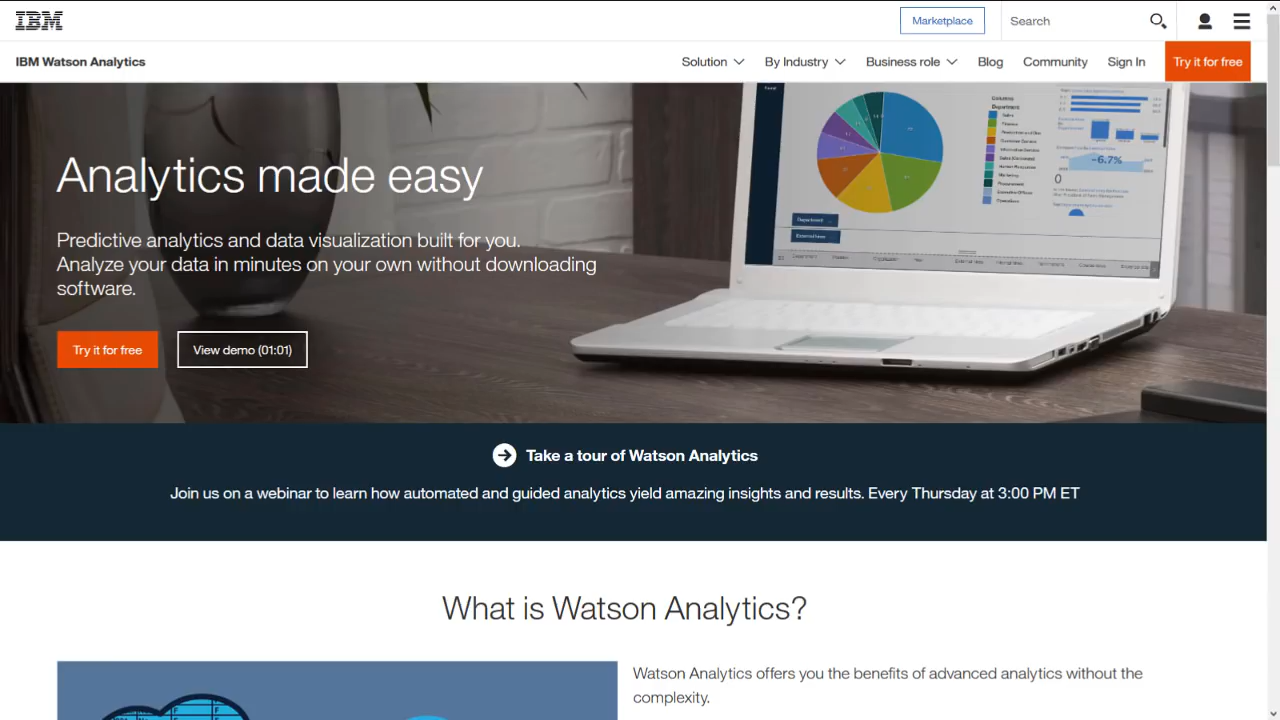 IBM
Marketplace
Search
IBM Watson Analytics
Solution
By Industry
Business role
Blog
Community
Sign In
Try it for free
Analytics made easy
Predictive analytics and data visualization built for you.
Analyze your data in minutes on your own without downloading
software.
Try it for free
View demo (01:01)
-6.7%
Take a tour of Watson Analytics
Join us on a webinar to learn how automated and guided analytics yield amazing insights and results. Every Thursday at 3:00 PM ET
What is Watson Analytics?
Watson Analytics offers you the benefits of advanced analytics without the
complexity.